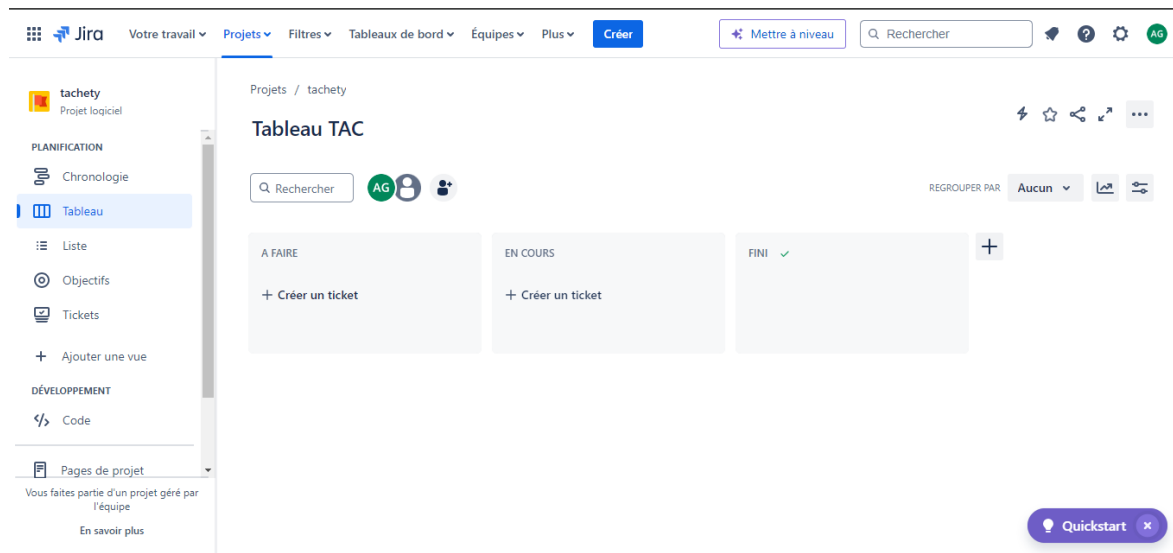 Jira Votre travail Projets Filtres Tableaux de bord Équipes Plus Créer Mettre à niveau Rechercher AG
tachety
Projet logiciel
PLANIFICATION
Chronologie
Tableau
Liste
Objectifs
Tickets
Ajouter une vue
DÉVELOPPEMENT
Code
Pages de projet
Vous faites partie d'un projet géré par
l'équipe
En savoir plus
Projets / tachety
Tableau TAC
Rechercher AG REGROUPER PAR Aucun
A FAIRE EN COURS FINI
+ Créer un ticket + Créer un ticket
Quickstart